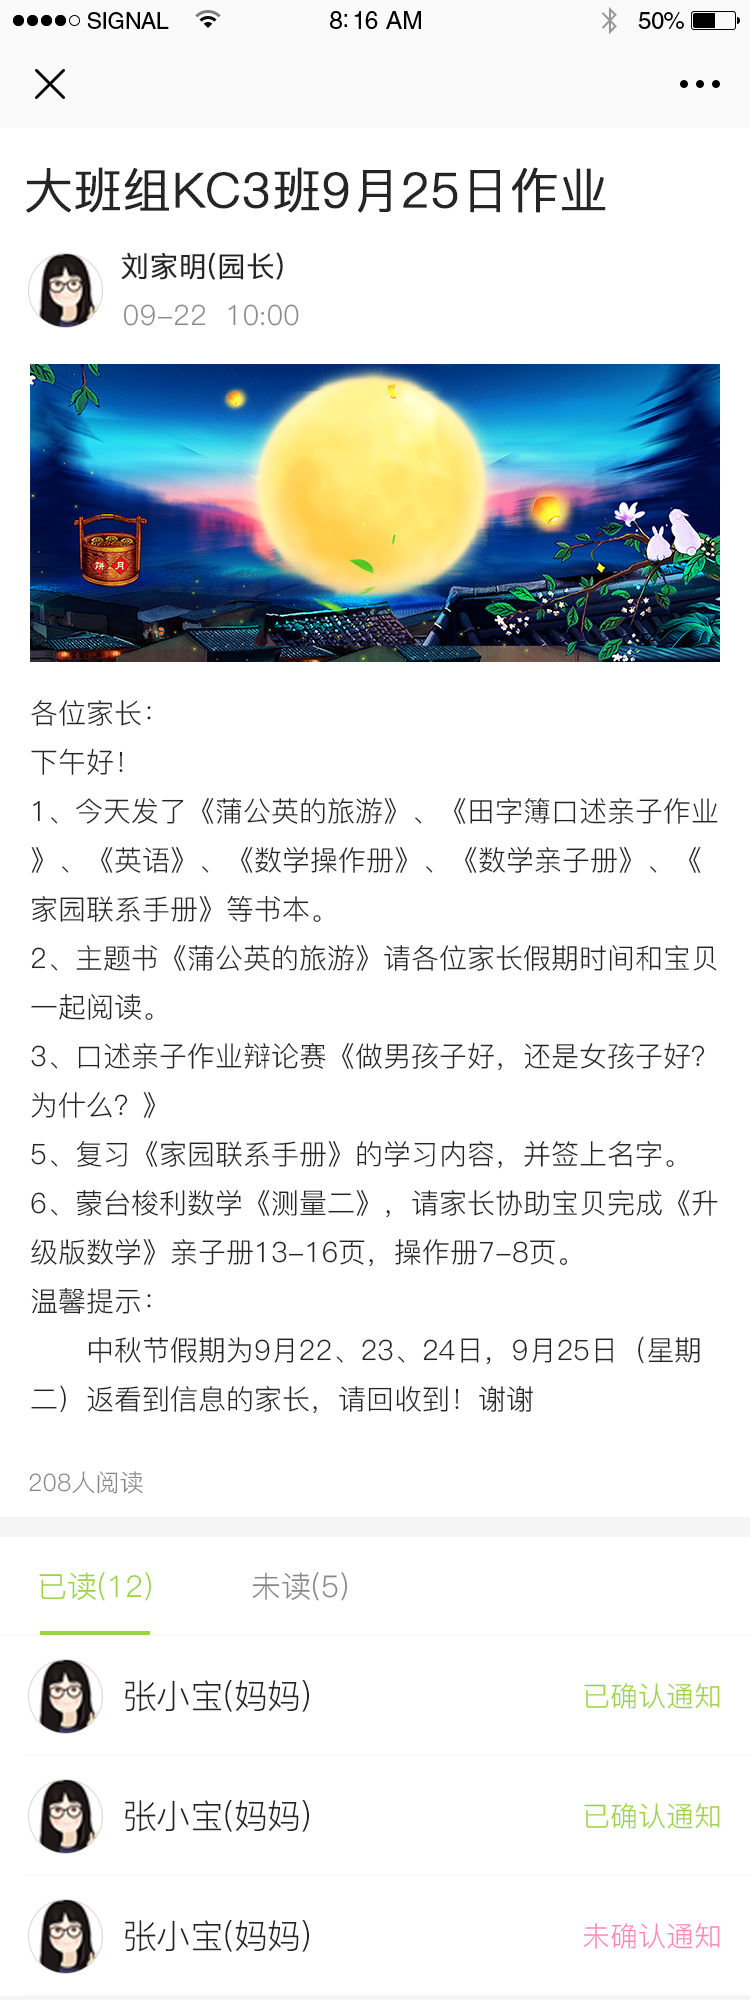 SIGNAL 8:16 AM 50%
大班组KC3班9月25日作业
刘家明(园长)
09-22 10:00
饼 月
各位家长：
下午好！
1、今天发了《蒲公英的旅游》、《田字簿口述亲子作业
》、《英语》、《数学操作册》、《数学亲子册》、《
家园联系手册》等书本。
2、主题书《蒲公英的旅游》请各位家长假期时间和宝贝
一起阅读。
3、口述亲子作业辩论赛《做男孩子好，还是女孩子好？
为什么？》
5、复习《家园联系手册》的学习内容，并签上名字。
6、蒙台梭利数学《测量二》，请家长协助宝贝完成《升
级版数学》亲子册13-16页，操作册7-8页。
温馨提示：
中秋节假期为9月22、23、24日，9月25日（星期
二）返看到信息的家长，请回收到！谢谢
208人阅读
已读(12) 未读(5)
张小宝(妈妈) 已确认通知
张小宝(妈妈) 已确认通知
张小宝(妈妈) 未确认通知